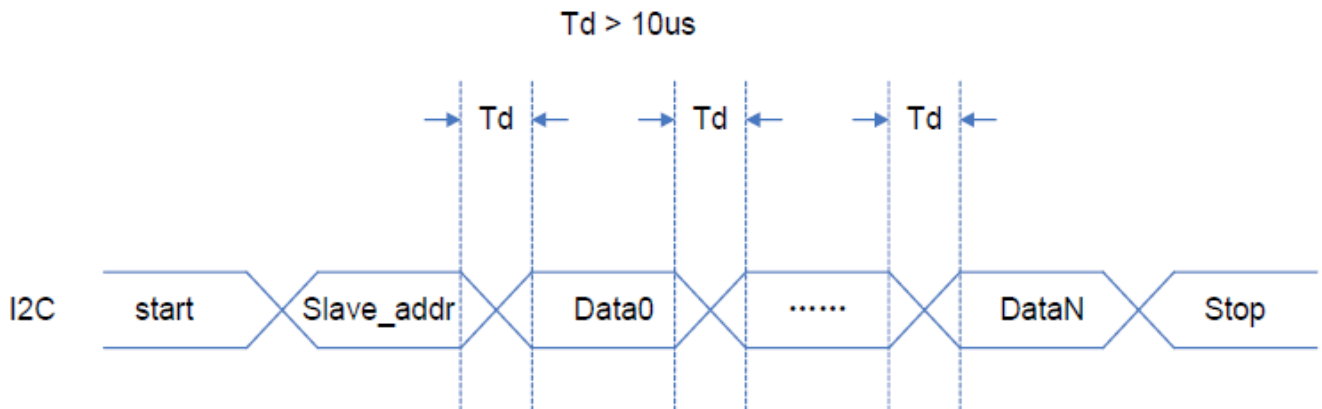 Td > 10us
Td Td Td
I2C start Slave_addr Data0 ...... DataN Stop